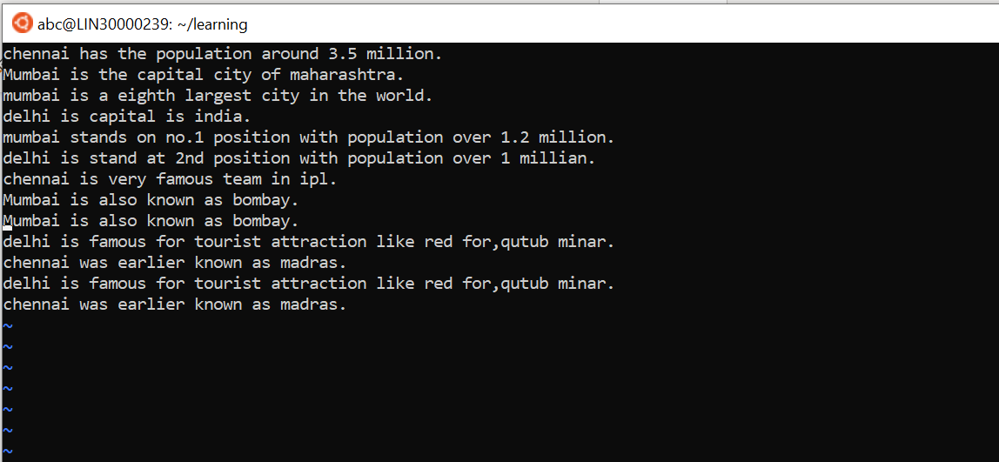 abc@LIN30000239: ~/learning
chennai has the population around 3.5 million.
Mumbai is the capital city of maharashtra.
mumbai is a eighth largest city in the world.
delhi is capital is india.
mumbai stands on no.1 position with population over 1.2 million.
delhi is stand at 2nd position with population over 1 millian.
chennai is very famous team in ipl.
Mumbai is also known as bombay.
Mumbai is also known as bombay.
delhi is famous for tourist attraction like red for,qutub minar.
chennai was earlier known as madras.
delhi is famous for tourist attraction like red for,qutub minar.
chennai was earlier known as madras.
~
~
~
~
~
~
~